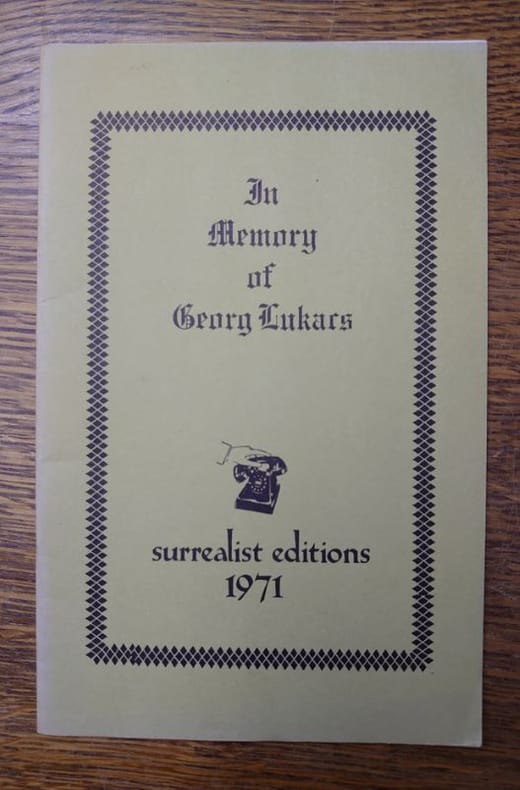 In
Memory
of
Georg Lukacs
surrealist editions
1971